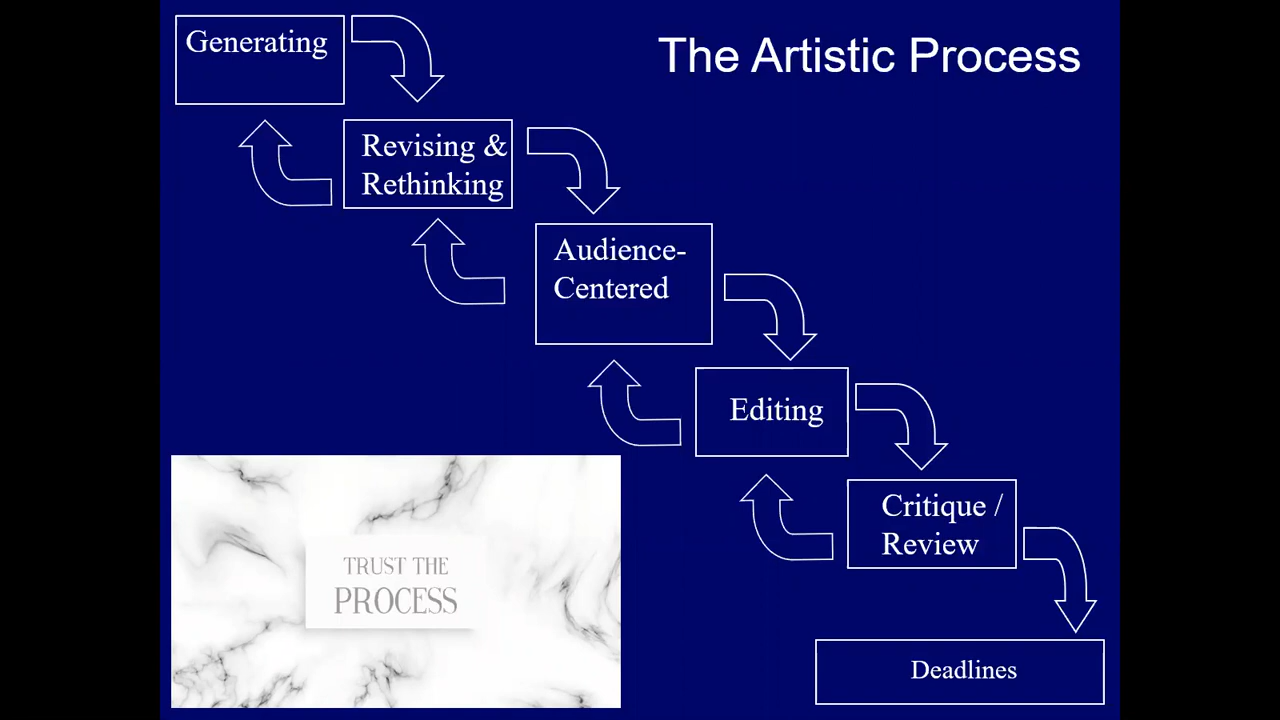 Generating
The Artistic Process
Revising &
Rethinking
Audience-
Centered
Editing
Critique /
Review
Deadlines
TRUST THE
PROCESS